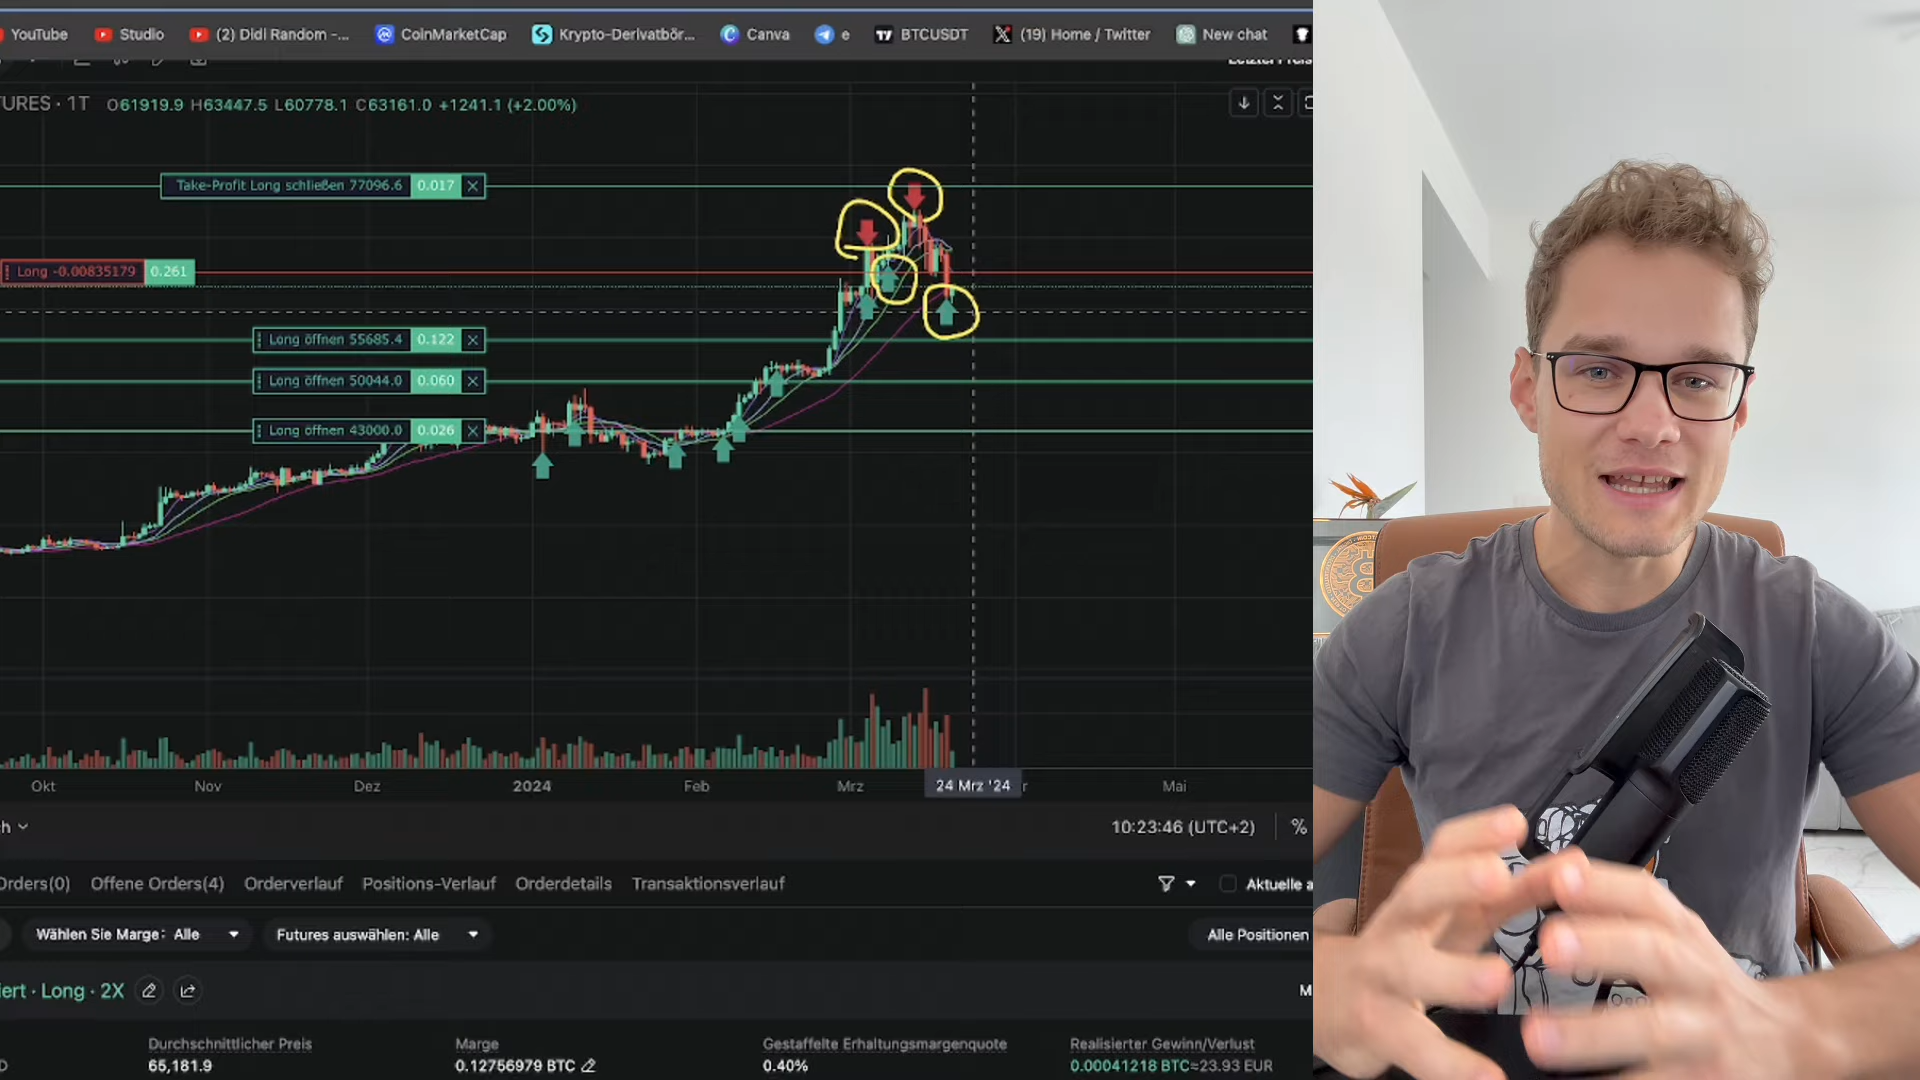 YouTube Studio (2) Didi Random -... CoinMarketCap Krypto-Derivatbör... Canva e BTCUSDT (19) Home / Twitter New chat
URES · 1T O61919.9 H63447.5 L60778.1 C63161.0 +1241.1 (+2.00%)
Take-Profit Long schließen 77096.6 0.017
Long -0.00835179 0.261
Long öffnen 55685.4 0.122
Long öffnen 50044.0 0.060
Long öffnen 43000.0 0.026
Okt Nov Dez 2024 Feb Mrz 24 Mrz '24 r Mai
h 10:23:46 (UTC+2) %
Orders(0) Offene Orders(4) Orderverlauf Positions-Verlauf Orderdetails Transaktionsverlauf Aktuelle a
Wählen Sie Marge: Alle Futures auswählen: Alle Alle Positionen
iert · Long · 2X M
Durchschnittlicher Preis Marge Gestaffelte Erhaltungsmargenquote Realisierter Gewinn/Verlust
65,181.9 0.12756979 BTC 0.40% 0.00041218 BTC≈23.93 EUR